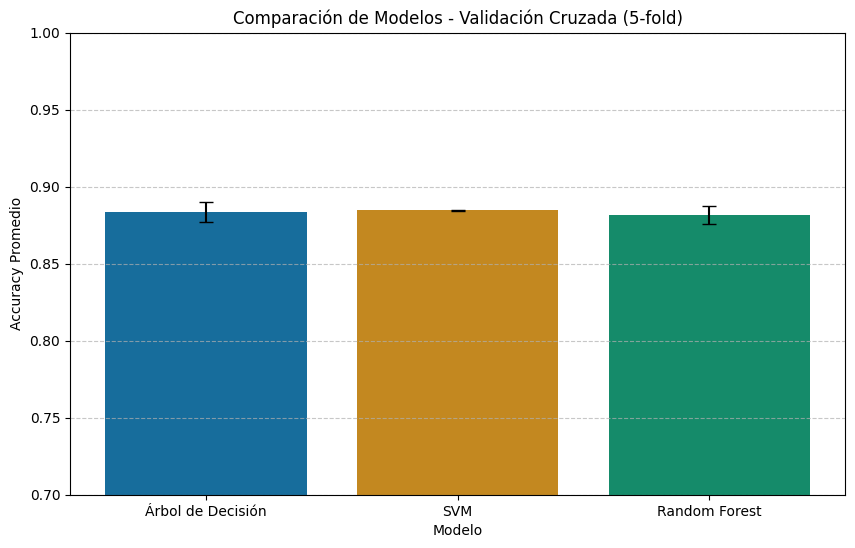 Comparación de Modelos - Validación Cruzada (5-fold)
1.00
0.95
0.90
0.85
0.80
0.75
0.70
Accuracy Promedio
Árbol de Decisión
SVM
Random Forest
Modelo